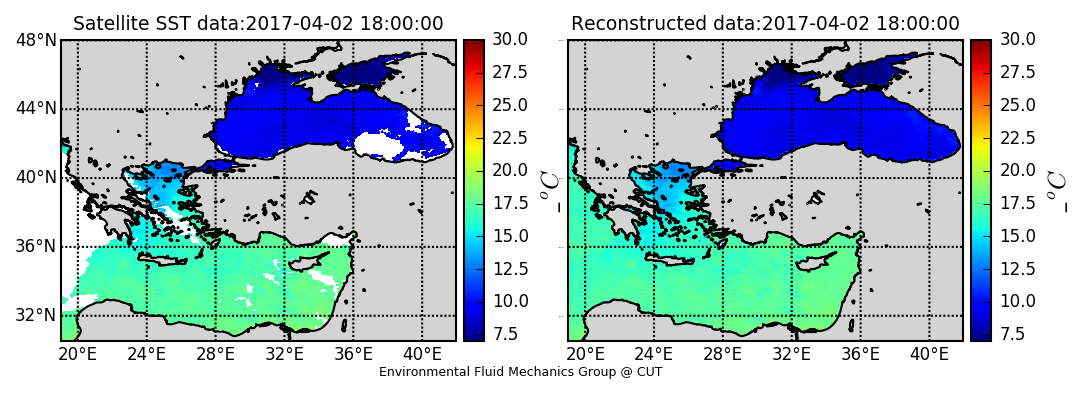 Satellite SST data:2017-04-02 18:00:00
48°N
44°N
40°N
36°N
32°N
20°E 24°E 28°E 32°E 36°E 40°E
30.0
27.5
25.0
22.5
20.0
17.5
15.0
12.5
10.0
7.5
_ °C
Reconstructed data:2017-04-02 18:00:00
20°E 24°E 28°E 32°E 36°E 40°E
30.0
27.5
25.0
22.5
20.0
17.5
15.0
12.5
10.0
7.5
_ °C
Environmental Fluid Mechanics Group @ CUT